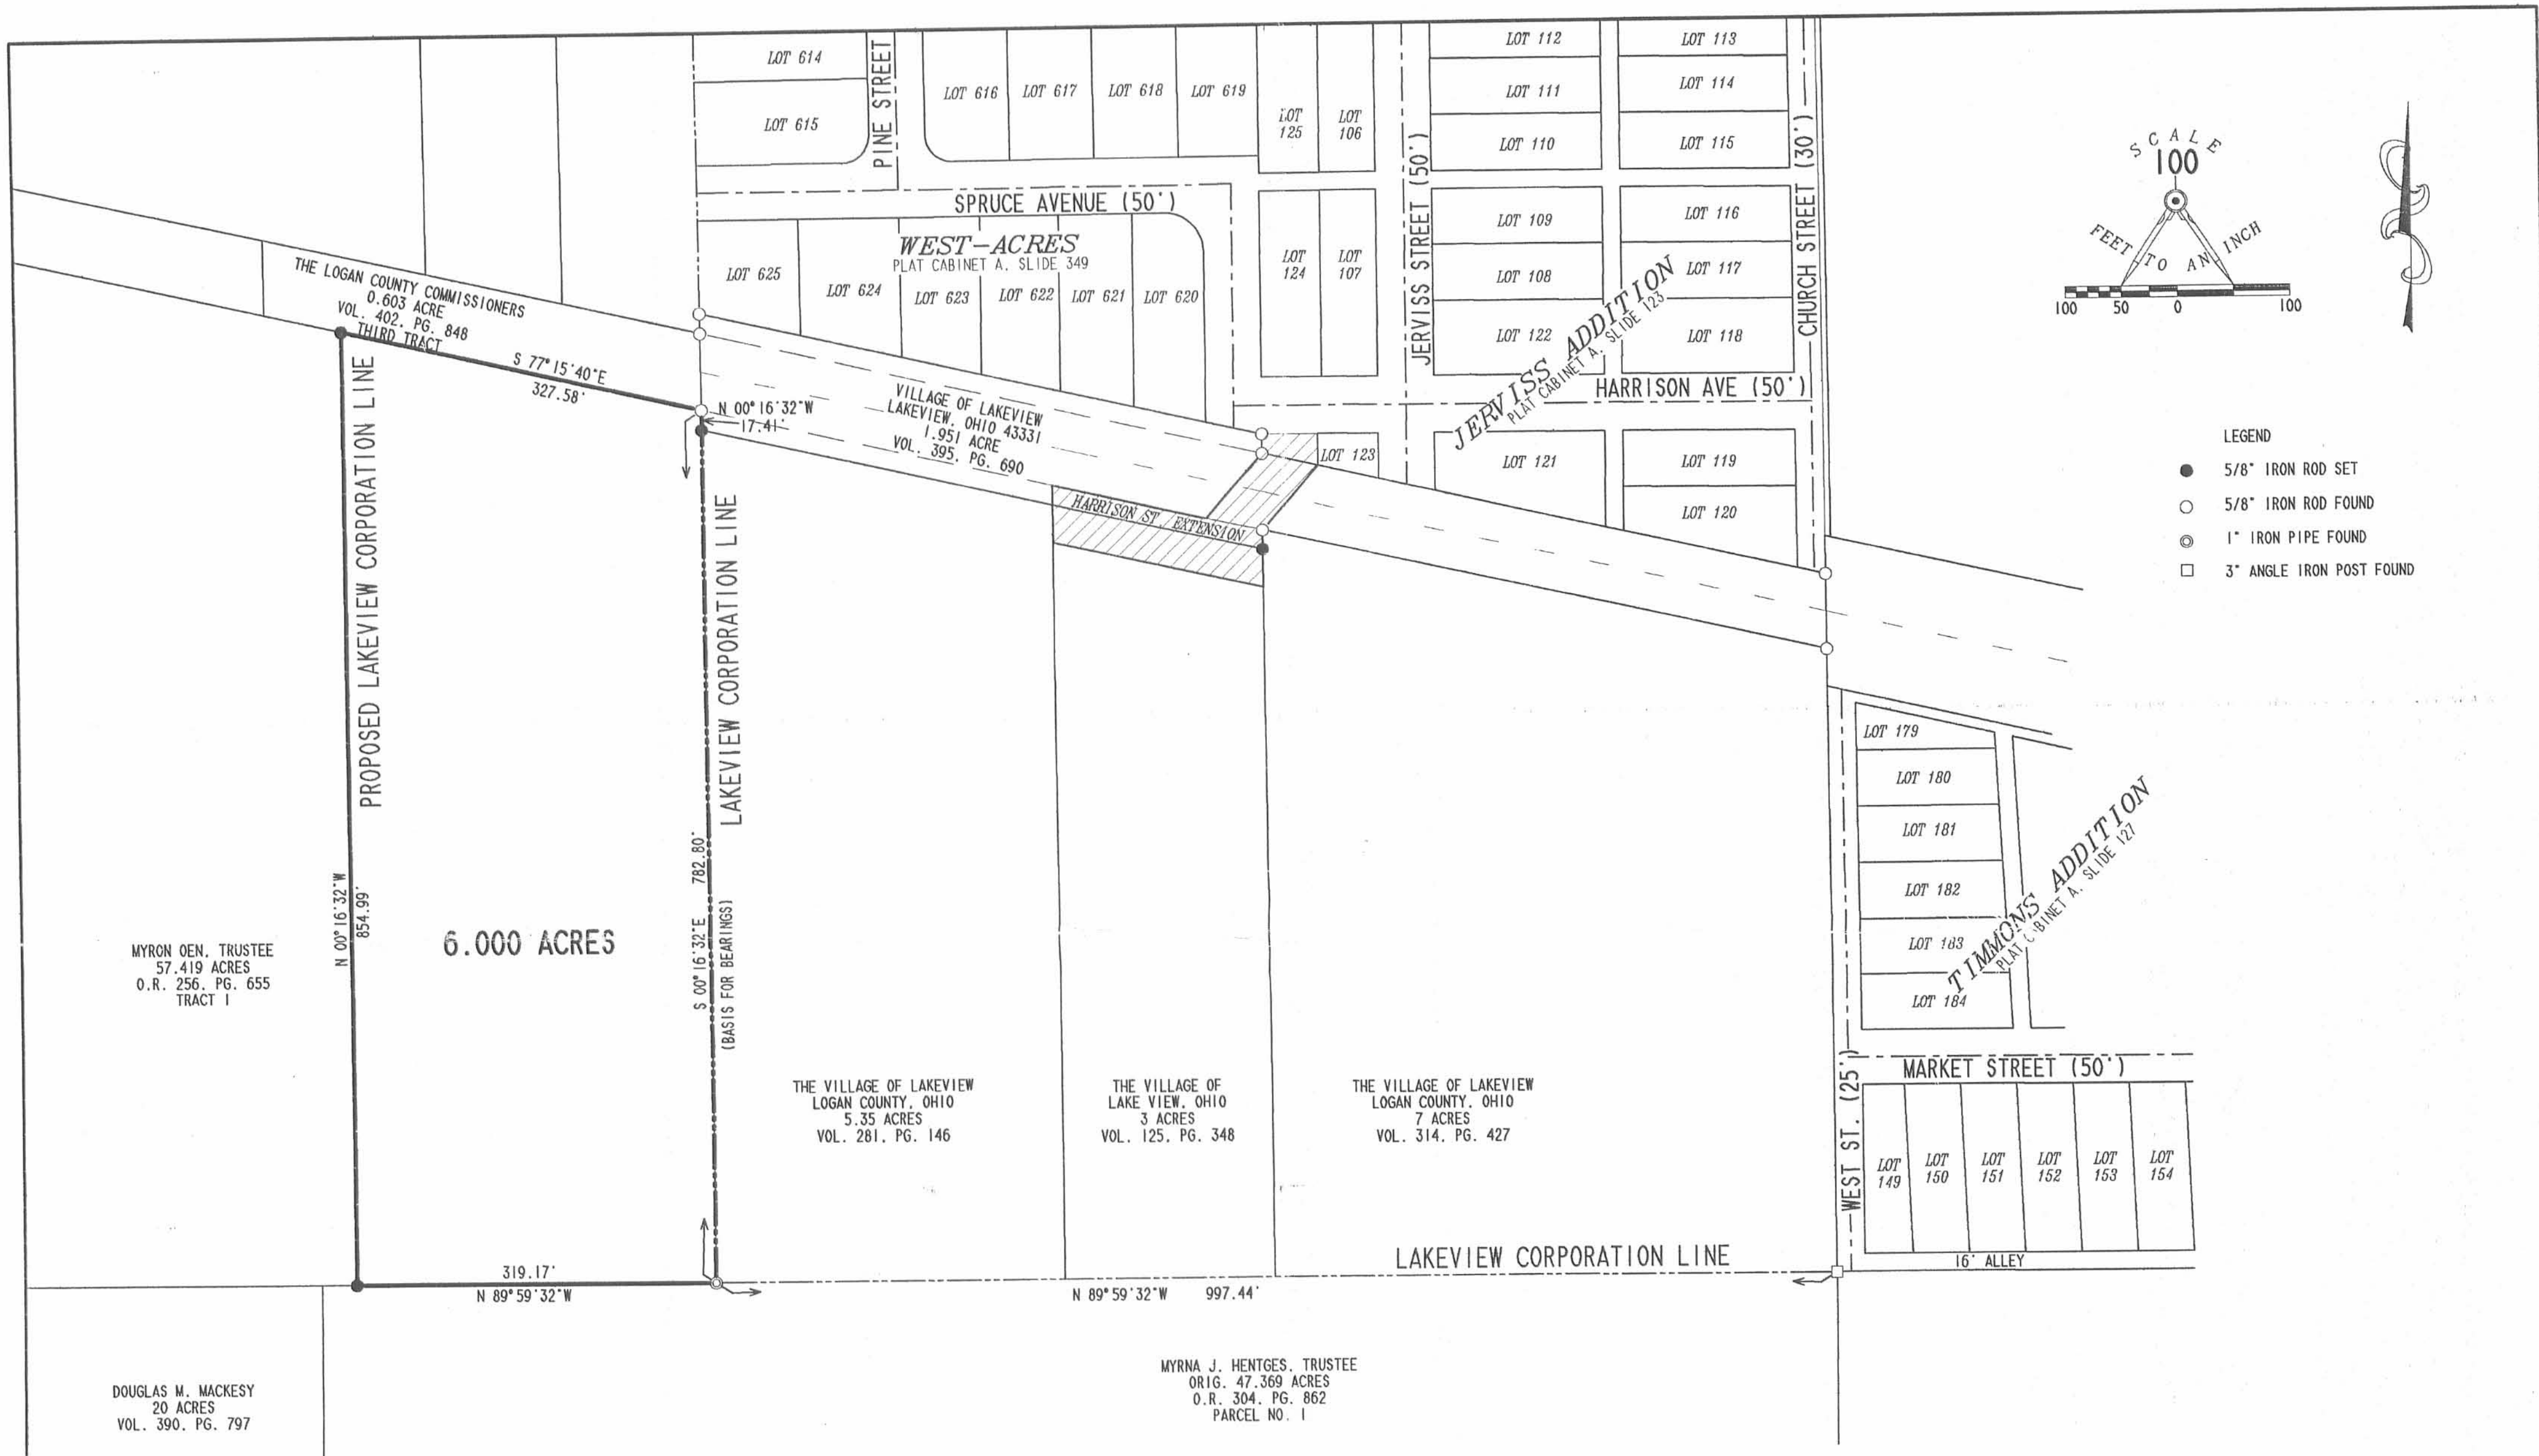 LOT 614
LOT 615
PINE STREET
LOT 616
LOT 617
LOT 618
LOT 619
LOT
125
LOT
106
JERVISS STREET (50')
LOT 112
LOT 111
LOT 110
LOT 113
LOT 114
LOT 115
CHURCH STREET (30')
SCALE
100
FEET TO AN INCH
100 50 0 100
SPRUCE AVENUE (50')
WEST-ACRES
PLAT CABINET A. SLIDE 349
LOT 625
LOT 624
LOT 623
LOT 622
LOT 621
LOT 620
LOT
124
LOT
107
LOT 109
LOT 108
LOT 122
LOT 116
LOT 117
LOT 118
JERVISS ADDITION
PLAT CABINET A. SLIDE 123
HARRISON AVE (50')
LOT 123
LOT 121
LOT 119
LOT 120
LEGEND
5/8" IRON ROD SET
5/8" IRON ROD FOUND
1" IRON PIPE FOUND
3" ANGLE IRON POST FOUND
THE LOGAN COUNTY COMMISSIONERS
0.603 ACRE
VOL. 402. PG. 848
THIRD TRACT
S 77°15'40"E
327.58'
N 00°16'32"W
17.41'
VILLAGE OF LAKEVIEW
LAKEVIEW, OHIO 43331
1.951 ACRE
VOL. 395. PG. 690
HARRISON ST. EXTENSION
PROPOSED LAKEVIEW CORPORATION LINE
N 00°16'32"W
854.99'
LAKEVIEW CORPORATION LINE
S 00°16'32"E 782.80'
(BASIS FOR BEARINGS)
MYRON OEN, TRUSTEE
57.419 ACRES
O.R. 256. PG. 655
TRACT 1
6.000 ACRES
THE VILLAGE OF LAKEVIEW
LOGAN COUNTY, OHIO
5.35 ACRES
VOL. 281. PG. 146
THE VILLAGE OF
LAKE VIEW, OHIO
3 ACRES
VOL. 125. PG. 348
THE VILLAGE OF LAKEVIEW
LOGAN COUNTY, OHIO
7 ACRES
VOL. 314. PG. 427
LOT 179
LOT 180
LOT 181
LOT 182
LOT 183
LOT 184
TIMMONS ADDITION
PLAT CABINET A. SLIDE 127
MARKET STREET (50')
WEST ST. (25')
LOT
149
LOT
150
LOT
151
LOT
152
LOT
153
LOT
154
16' ALLEY
LAKEVIEW CORPORATION LINE
319.17'
N 89°59'32"W
N 89°59'32"W 997.44'
DOUGLAS M. MACKESY
20 ACRES
VOL. 390. PG. 797
MYRNA J. HENTGES, TRUSTEE
ORIG. 47.369 ACRES
O.R. 304. PG. 862
PARCEL NO. 1